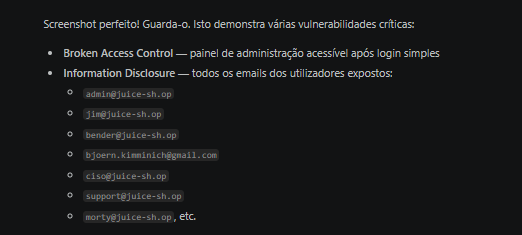 Screenshot perfeito! Guarda-o. Isto demonstra várias vulnerabilidades críticas:
• Broken Access Control — painel de administração acessível após login simples
• Information Disclosure — todos os emails dos utilizadores expostos:
◦ admin@juice-sh.op
◦ jim@juice-sh.op
◦ bender@juice-sh.op
◦ bjoern.kimminich@gmail.com
◦ ciso@juice-sh.op
◦ support@juice-sh.op
◦ morty@juice-sh.op, etc.